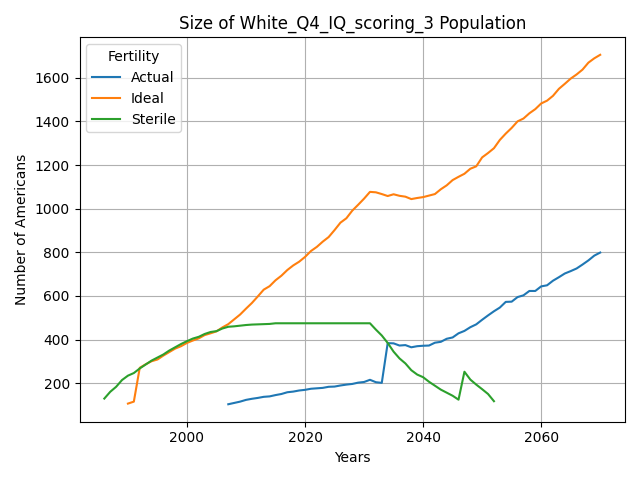 Size of White_Q4_IQ_scoring_3 Population
Fertility
Actual
Ideal
Sterile
1600
1400
1200
1000
800
600
400
200
Number of Americans
2000 2020 2040 2060
Years